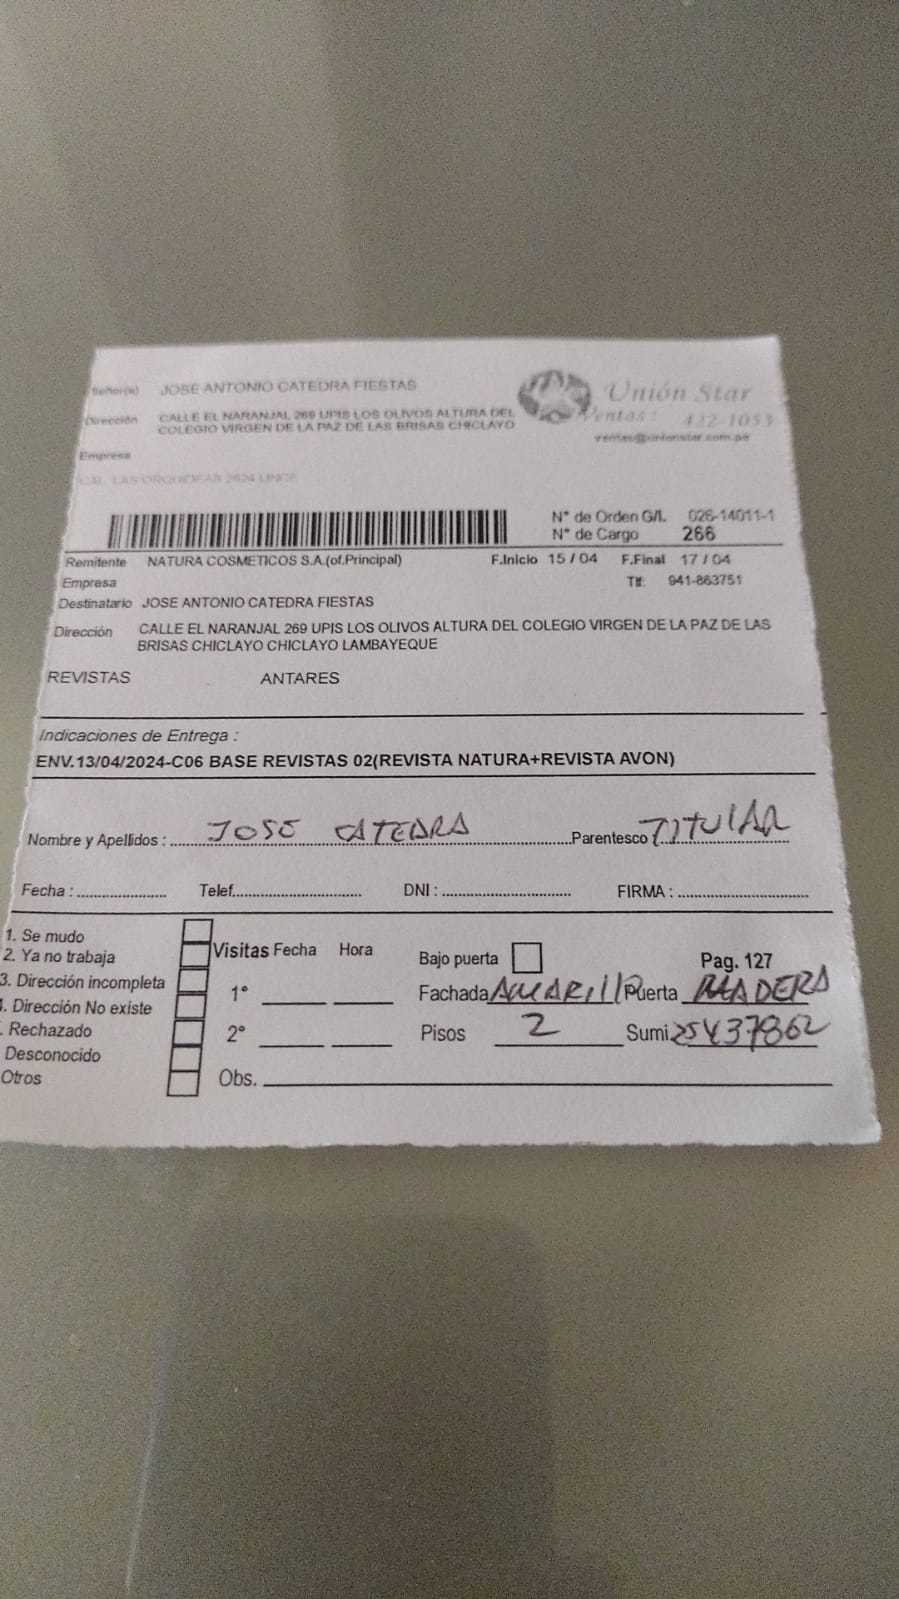 Señor(s) JOSE ANTONIO CATEDRA FIESTAS
Unión Star
Dirección CALLE EL NARANJAL 269 UPIS LOS OLIVOS ALTURA DEL
COLEGIO VIRGEN DE LA PAZ DE LAS BRISAS CHICLAYO
Ventas : 422-1053
ventas@unionstar.com.pe
Empresa
CAL. LAS ORQUIDEAS 2624 LINCE
N° de Orden G/L 026-14011-1
N° de Cargo 266
Remitente NATURA COSMETICOS S.A.(of.Principal) F.Inicio 15 / 04 F.Final 17 / 04
Empresa Tlf: 941-863751
Destinatario JOSE ANTONIO CATEDRA FIESTAS
Dirección CALLE EL NARANJAL 269 UPIS LOS OLIVOS ALTURA DEL COLEGIO VIRGEN DE LA PAZ DE LAS
BRISAS CHICLAYO CHICLAYO LAMBAYEQUE
REVISTAS ANTARES
Indicaciones de Entrega :
ENV.13/04/2024-C06 BASE REVISTAS 02(REVISTA NATURA+REVISTA AVON)
Nombre y Apellidos : JOSE CATEDRA Parentesco TITULAR
Fecha : Telef. DNI : FIRMA :
1. Se mudo
2. Ya no trabaja
3. Dirección incompleta
. Dirección No existe
. Rechazado
Desconocido
Otros
Visitas Fecha Hora
1°
2°
Obs.
Bajo puerta Pag. 127
Fachada AMARILLO Puerta MADERA
Pisos 2 Sumi 25437862